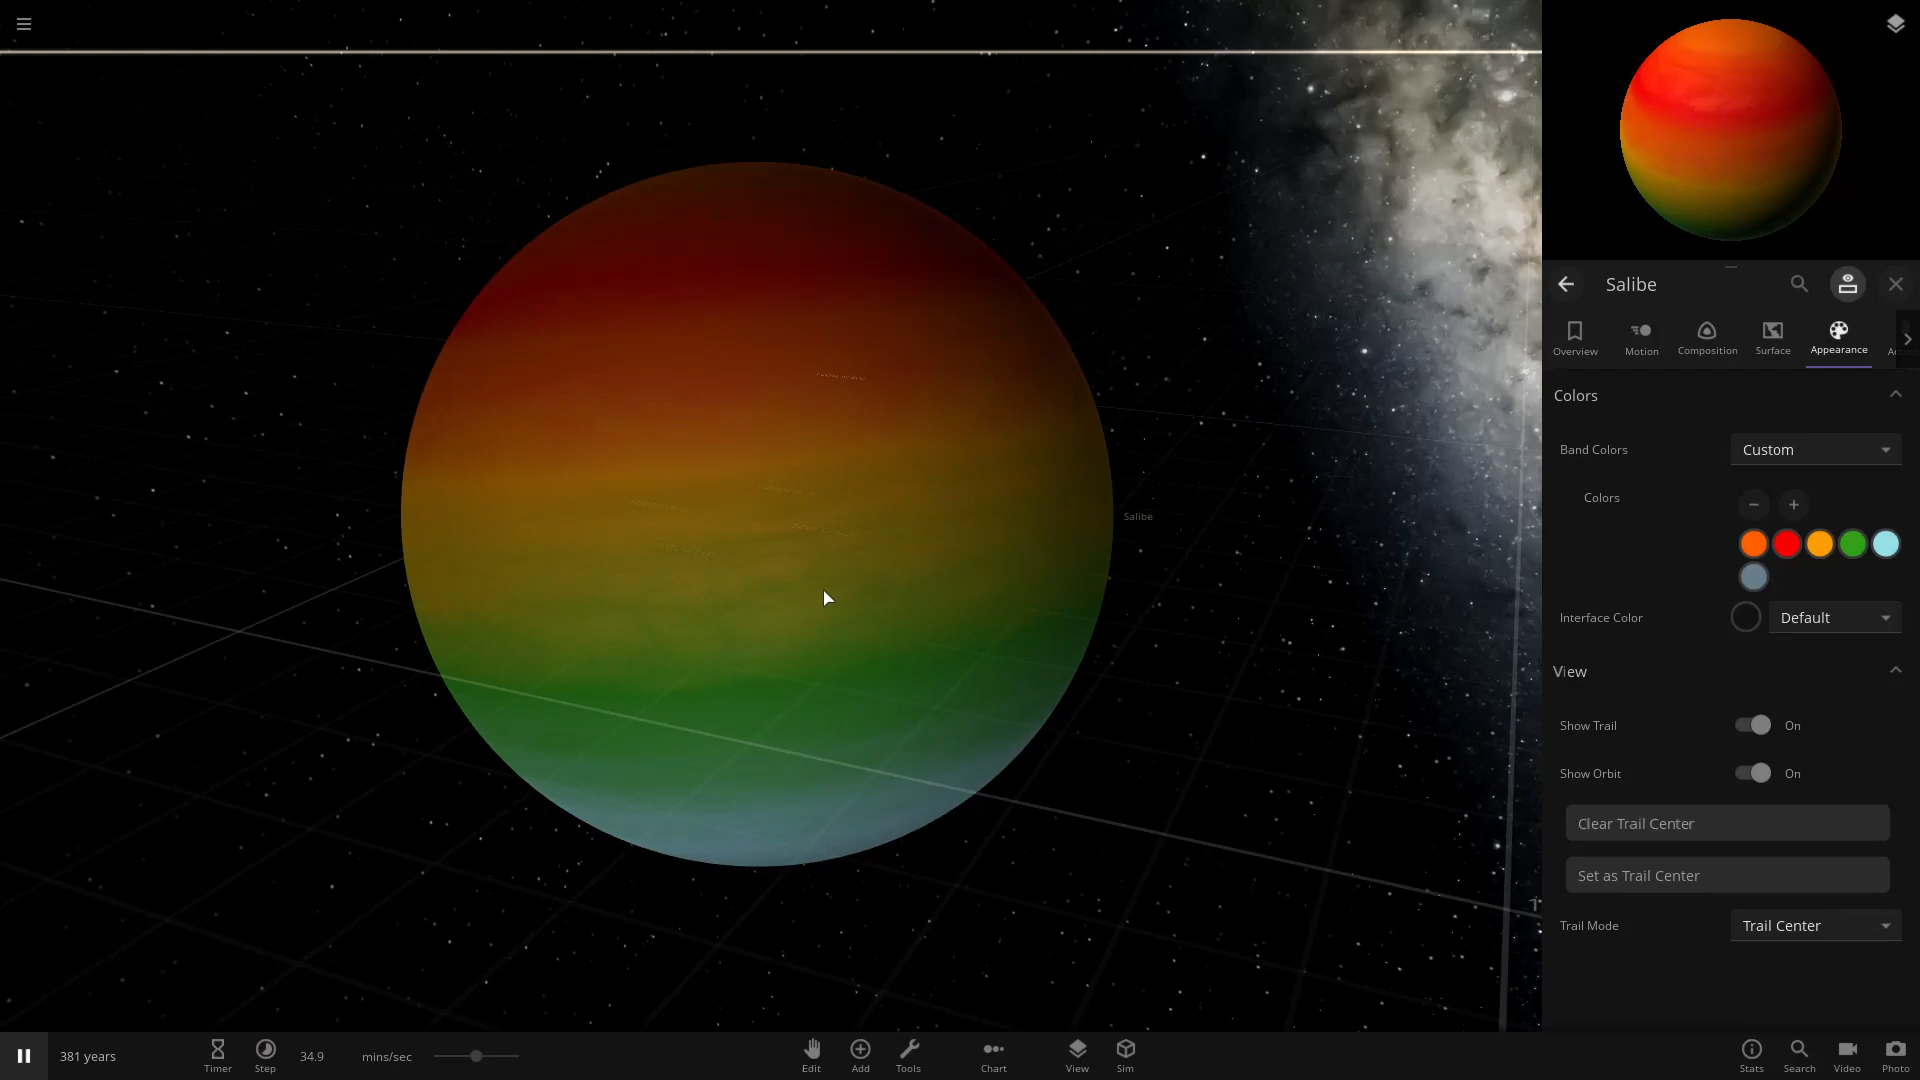 Salibe
Overview
Motion
Composition
Surface
Appearance
Colors
Band Colors
Custom
Colors
Salibe
Interface Color
Default
View
Show Trail
On
Show Orbit
On
Clear Trail Center
Set as Trail Center
Trail Mode
Trail Center
381 years
Timer
Step
34.9
mins/sec
Edit
Add
Tools
Chart
View
Sim
Stats
Search
Video
Photo